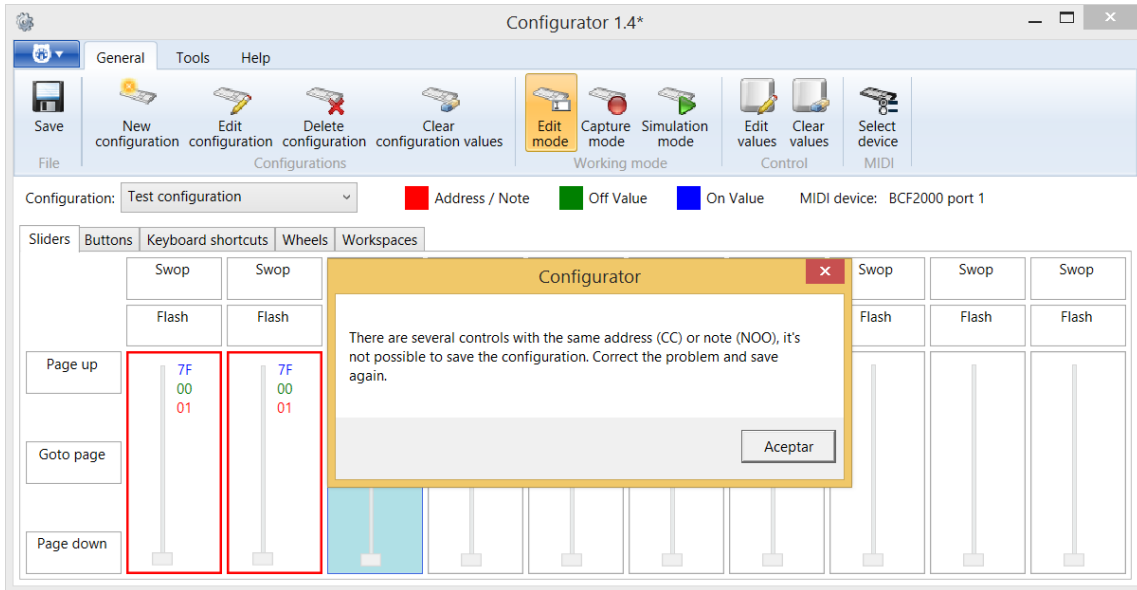 Configurator 1.4*
General Tools Help
Save
New configuration
Edit configuration
Delete configuration
Clear configuration values
Edit mode
Capture mode
Simulation mode
Edit values
Clear values
Select device
File Configurations Working mode Control MIDI
Configuration: Test configuration Address / Note Off Value On Value MIDI device: BCF2000 port 1
Sliders Buttons Keyboard shortcuts Wheels Workspaces
Swop Swop Swop Swop Swop
Flash Flash Flash Flash Flash
Configurator
There are several controls with the same address (CC) or note (NOO), it's
not possible to save the configuration. Correct the problem and save
again.
Aceptar
Page up
7F 7F
00 00
01 01
Goto page
Page down